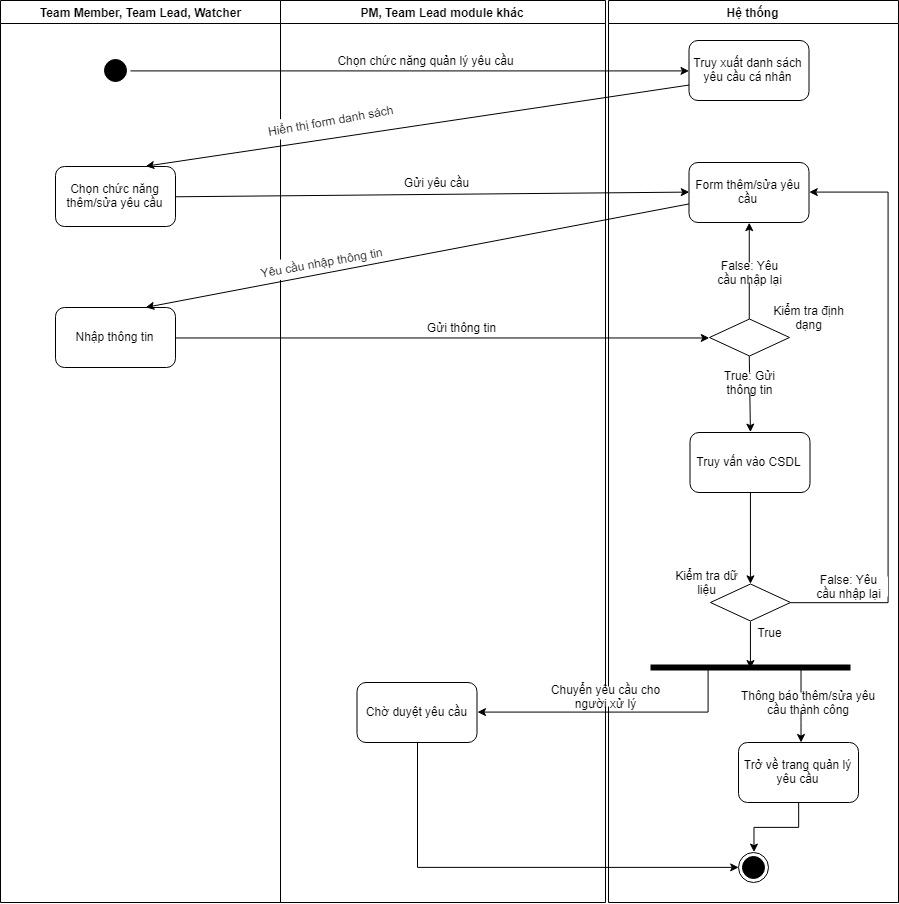 Team Member, Team Lead, Watcher
PM, Team Lead module khác
Hệ thống
Chọn chức năng quản lý yêu cầu
Truy xuất danh sách
yêu cầu cá nhân
Hiển thị form danh sách
Chọn chức năng
thêm/sửa yêu cầu
Gửi yêu cầu
Form thêm/sửa yêu
cầu
Yêu cầu nhập thông tin
False: Yêu
cầu nhập lại
Kiểm tra định
dạng
Nhập thông tin
Gửi thông tin
True: Gửi
thông tin
Truy vấn vào CSDL
Kiểm tra dữ
liệu
False: Yêu
cầu nhập lại
True
Chuyển yêu cầu cho
người xử lý
Thông báo thêm/sửa yêu
cầu thành công
Chờ duyệt yêu cầu
Trở về trang quản lý
yêu cầu